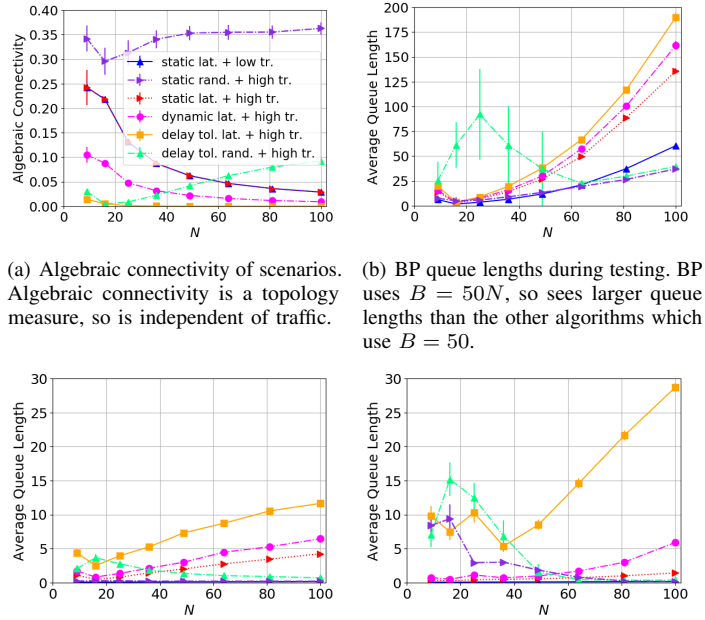 0.40
0.35
0.30
0.25
0.20
0.15
0.10
0.05
0.00
Algebraic Connectivity
static lat. + low tr.
static rand. + high tr.
static lat. + high tr.
dynamic lat. + high tr.
delay tol. lat. + high tr.
delay tol. rand. + high tr.
0 20 40 60 80 100
N
200
175
150
125
100
75
50
25
0
Average Queue Length
0 20 40 60 80 100
N
(a) Algebraic connectivity of scenarios.
Algebraic connectivity is a topology
measure, so is independent of traffic.
(b) BP queue lengths during testing. BP
uses B = 50N, so sees larger queue
lengths than the other algorithms which
use B = 50.
30
25
20
15
10
5
0
Average Queue Length
0 20 40 60 80 100
N
30
25
20
15
10
5
0
Average Queue Length
0 20 40 60 80 100
N